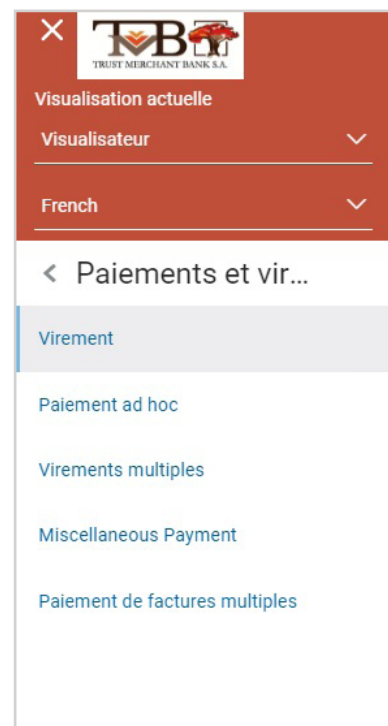 TMB
TRUST MERCHANT BANK S.A.
Visualisation actuelle
Visualisateur
French
Paiements et vir...
Virement
Paiement ad hoc
Virements multiples
Miscellaneous Payment
Paiement de factures multiples